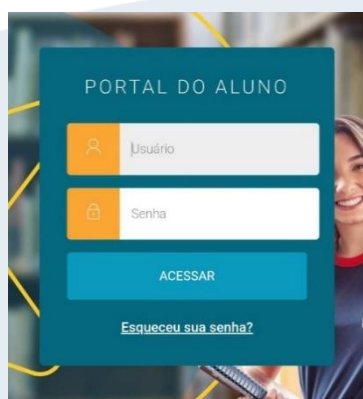 PORTAL DO ALUNO
Usuário
Senha
ACESSAR
Esqueceu sua senha?